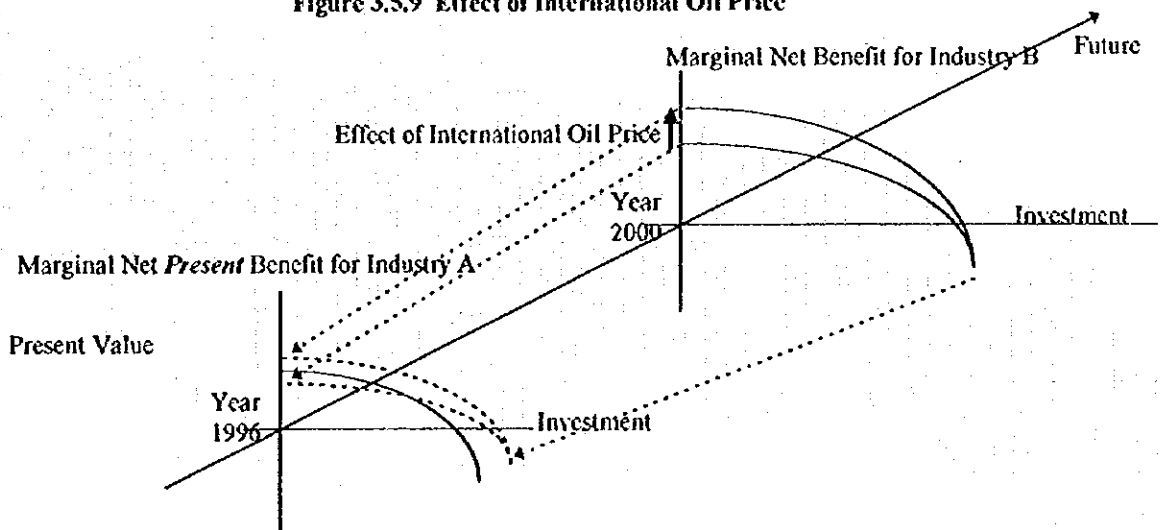 Figure 3.5.9 Effect of International Oil Price
Future
Marginal Net Benefit for Industry B
Effect of International Oil Price
Year
2000
Investment
Marginal Net Present Benefit for Industry A
Present Value
Year
1996
Investment